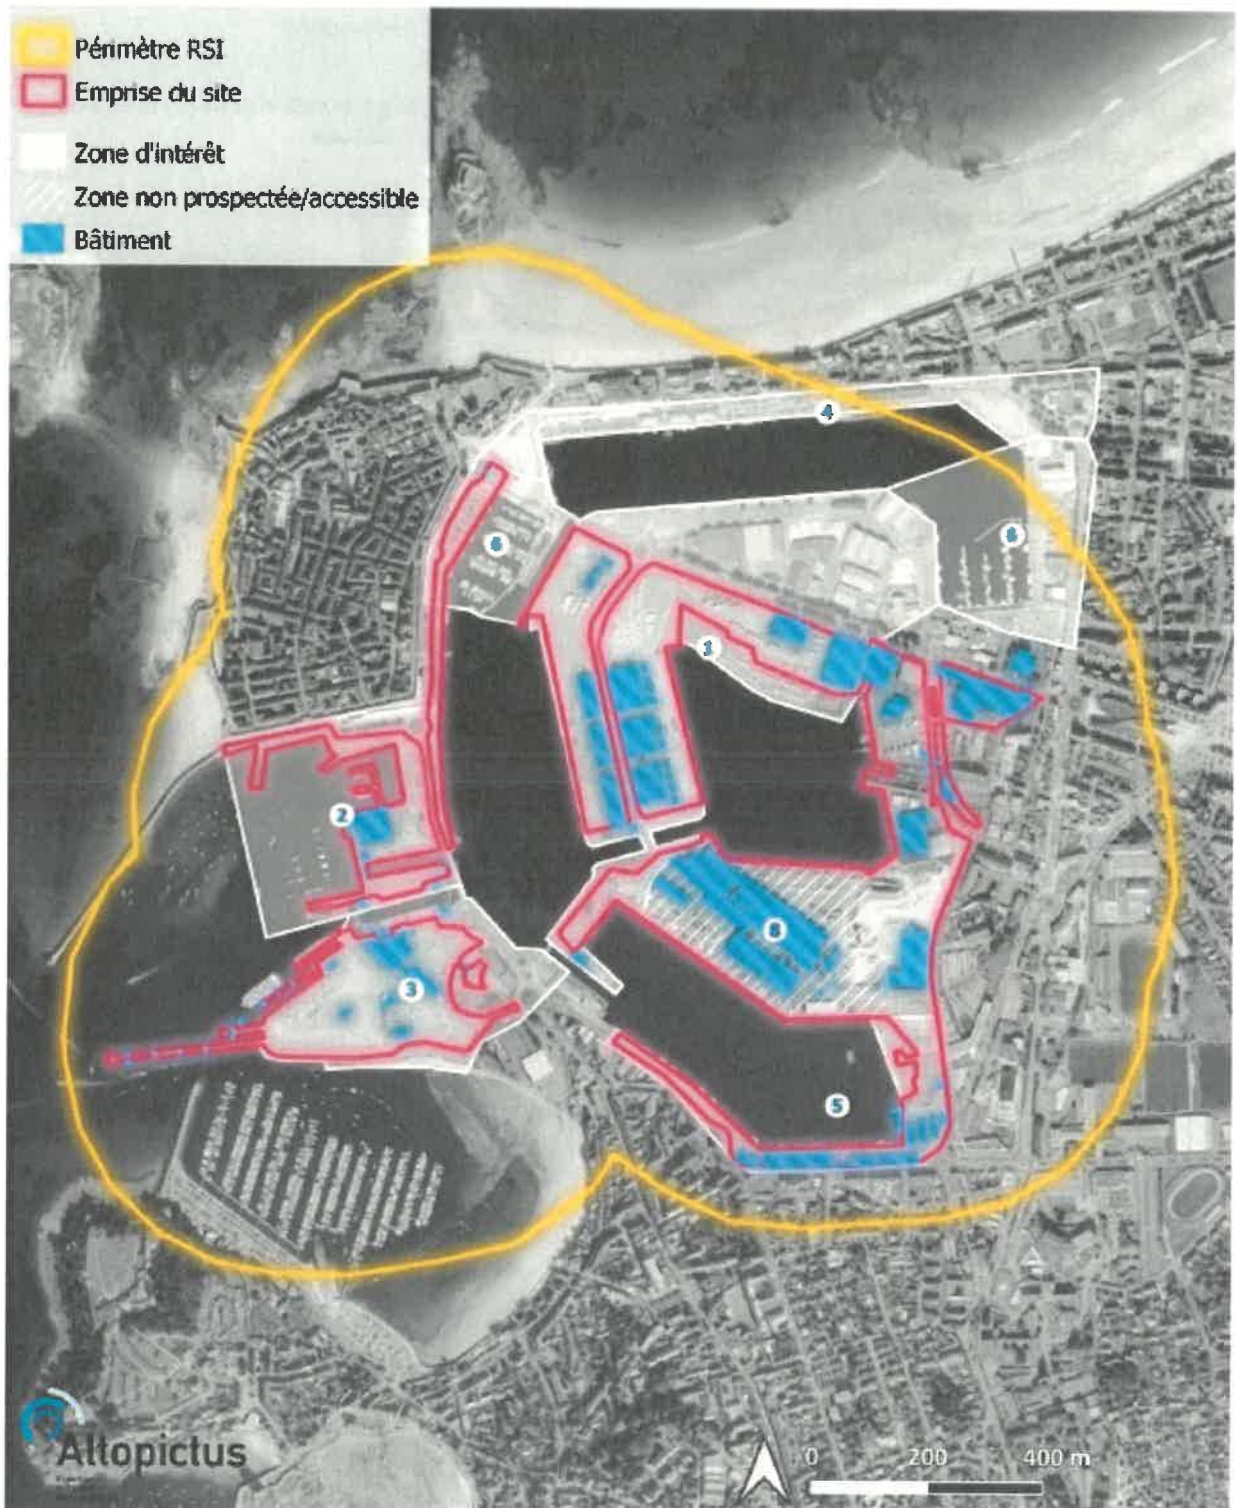 Périmètre RSI
Emprise du site
Zone d'intérêt
Zone non prospectée/accessible
Bâtiment
4
1
2
8
3
5
Altopictus
0 200 400 m